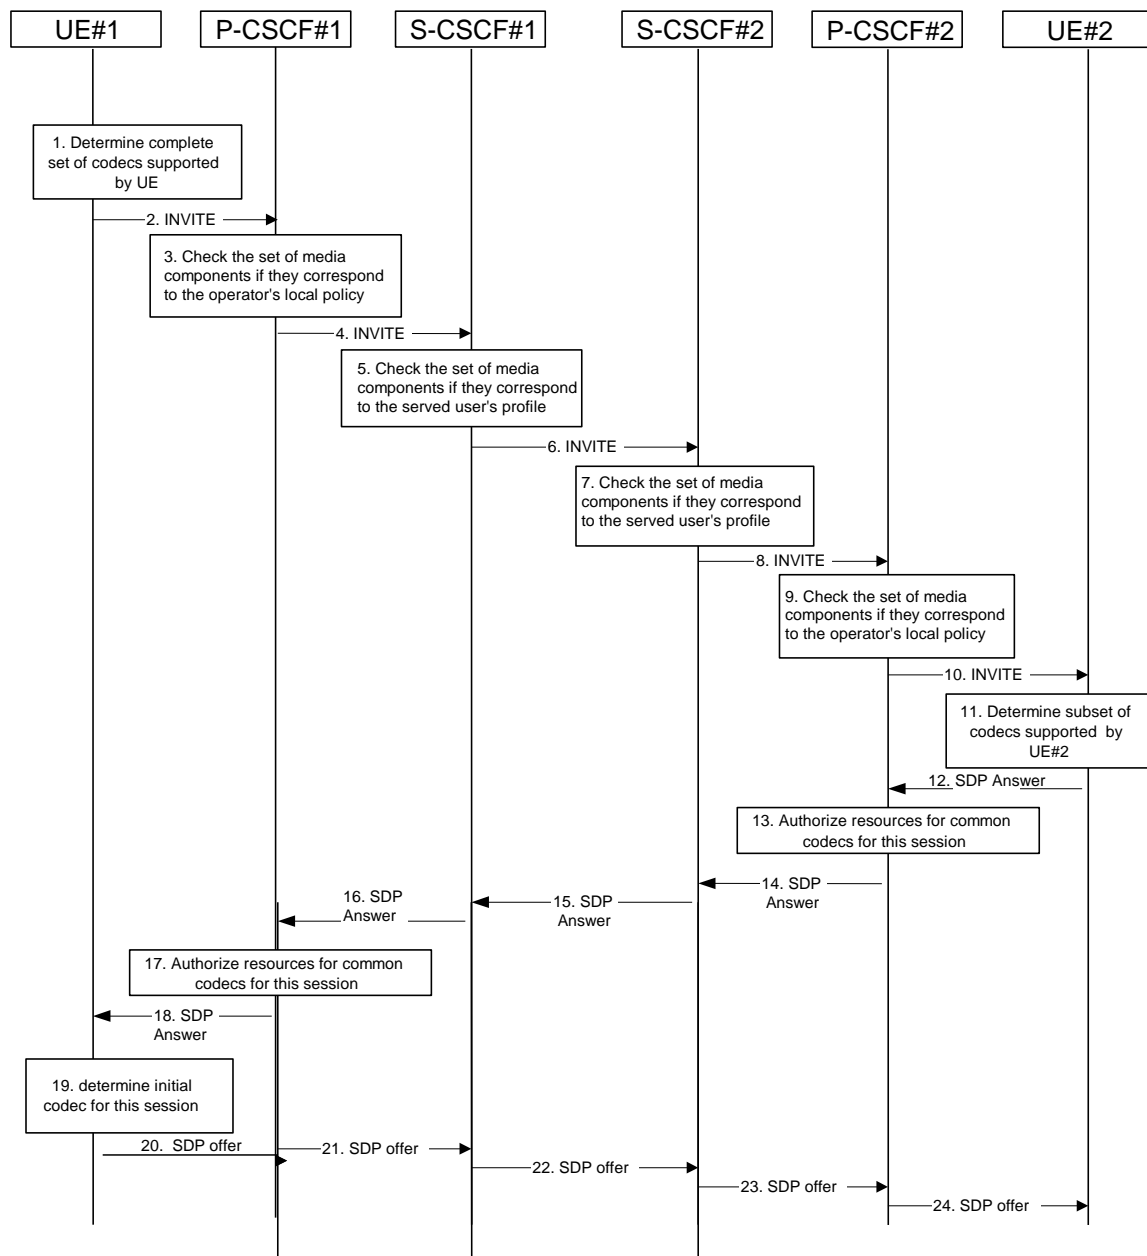 UE#1
P-CSCF#1
S-CSCF#1
S-CSCF#2
P-CSCF#2
UE#2
1. Determine complete
set of codecs supported
by UE
2. INVITE
3. Check the set of media
components if they correspond
to the operator's local policy
4. INVITE
5. Check the set of media
components if they correspond
to the served user's profile
6. INVITE
7. Check the set of media
components if they correspond
to the served user's profile
8. INVITE
9. Check the set of media
components if they correspond
to the operator's local policy
10. INVITE
11. Determine subset of
codecs supported by
UE#2
12. SDP Answer
13. Authorize resources for common
codecs for this session
14. SDP
Answer
15. SDP
Answer
16. SDP
Answer
17. Authorize resources for common
codecs for this session
18. SDP
Answer
19. determine initial
codec for this session
20. SDP offer
21. SDP offer
22. SDP offer
23. SDP offer
24. SDP offer